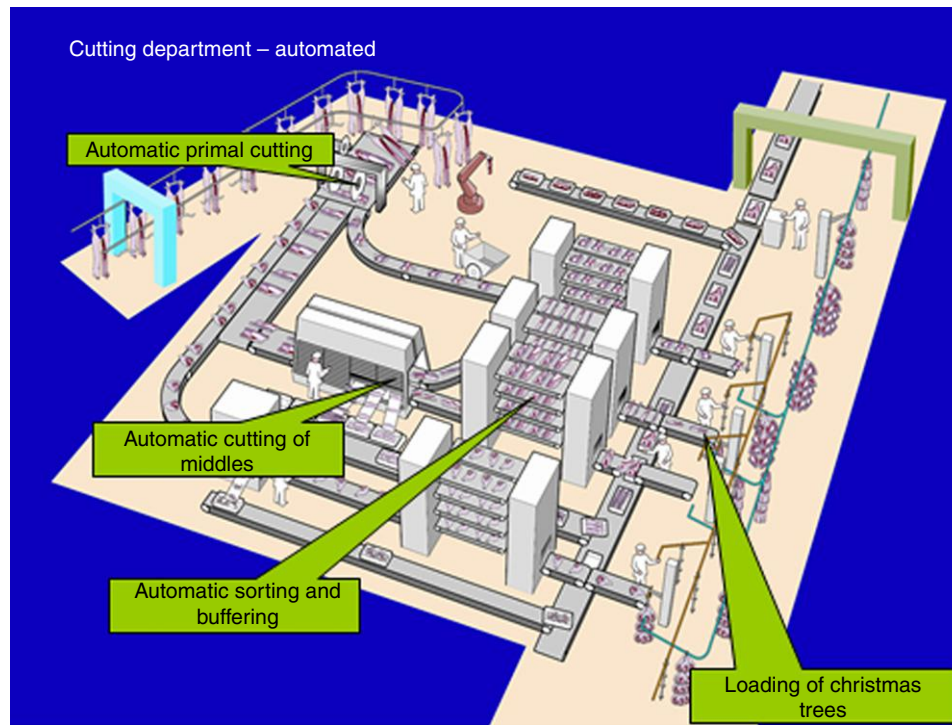 Cutting department – automated
Automatic primal cutting
Automatic cutting of
middles
Automatic sorting and
buffering
Loading of christmas
trees